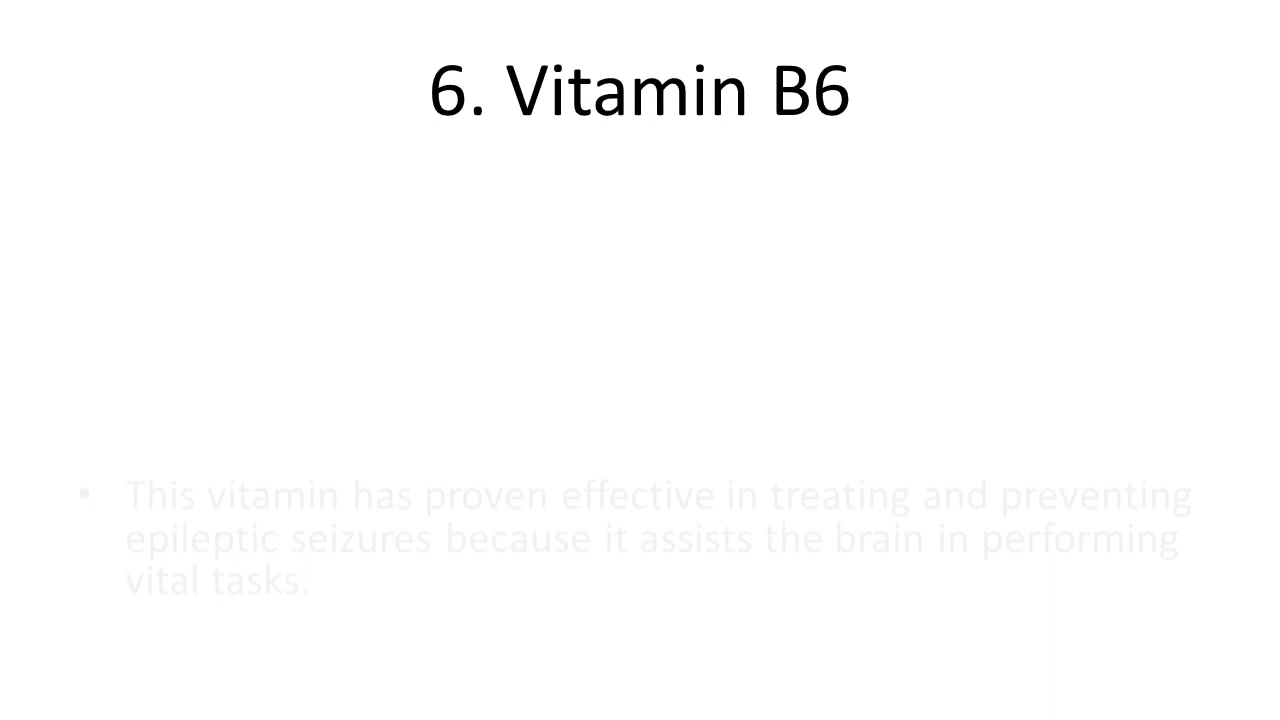 6. Vitamin B6
• This vitamin has proven effective in treating and preventing
epileptic seizures because it assists the brain in performing
vital tasks.